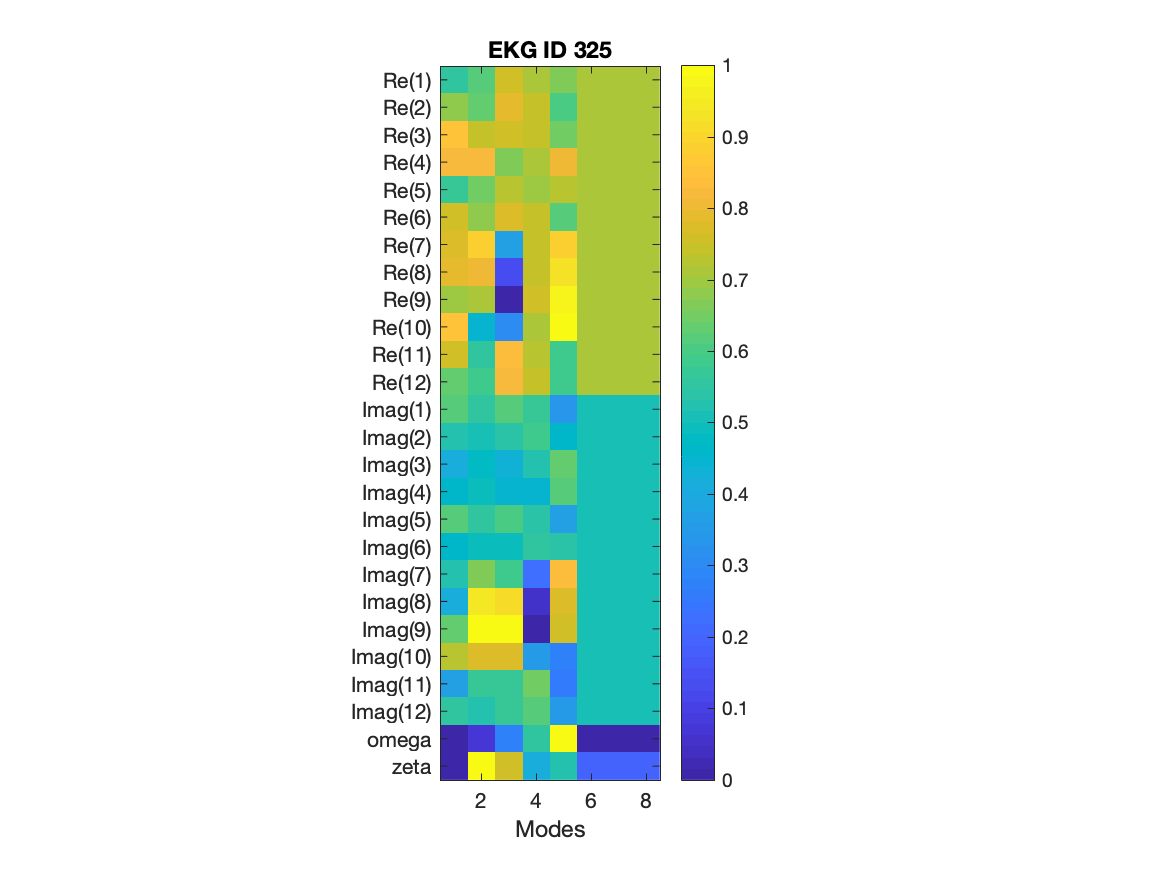 EKG ID 325
Re(1)
Re(2)
Re(3)
Re(4)
Re(5)
Re(6)
Re(7)
Re(8)
Re(9)
Re(10)
Re(11)
Re(12)
Imag(1)
Imag(2)
Imag(3)
Imag(4)
Imag(5)
Imag(6)
Imag(7)
Imag(8)
Imag(9)
Imag(10)
Imag(11)
Imag(12)
omega
zeta
2 4 6 8
Modes
1
0.9
0.8
0.7
0.6
0.5
0.4
0.3
0.2
0.1
0